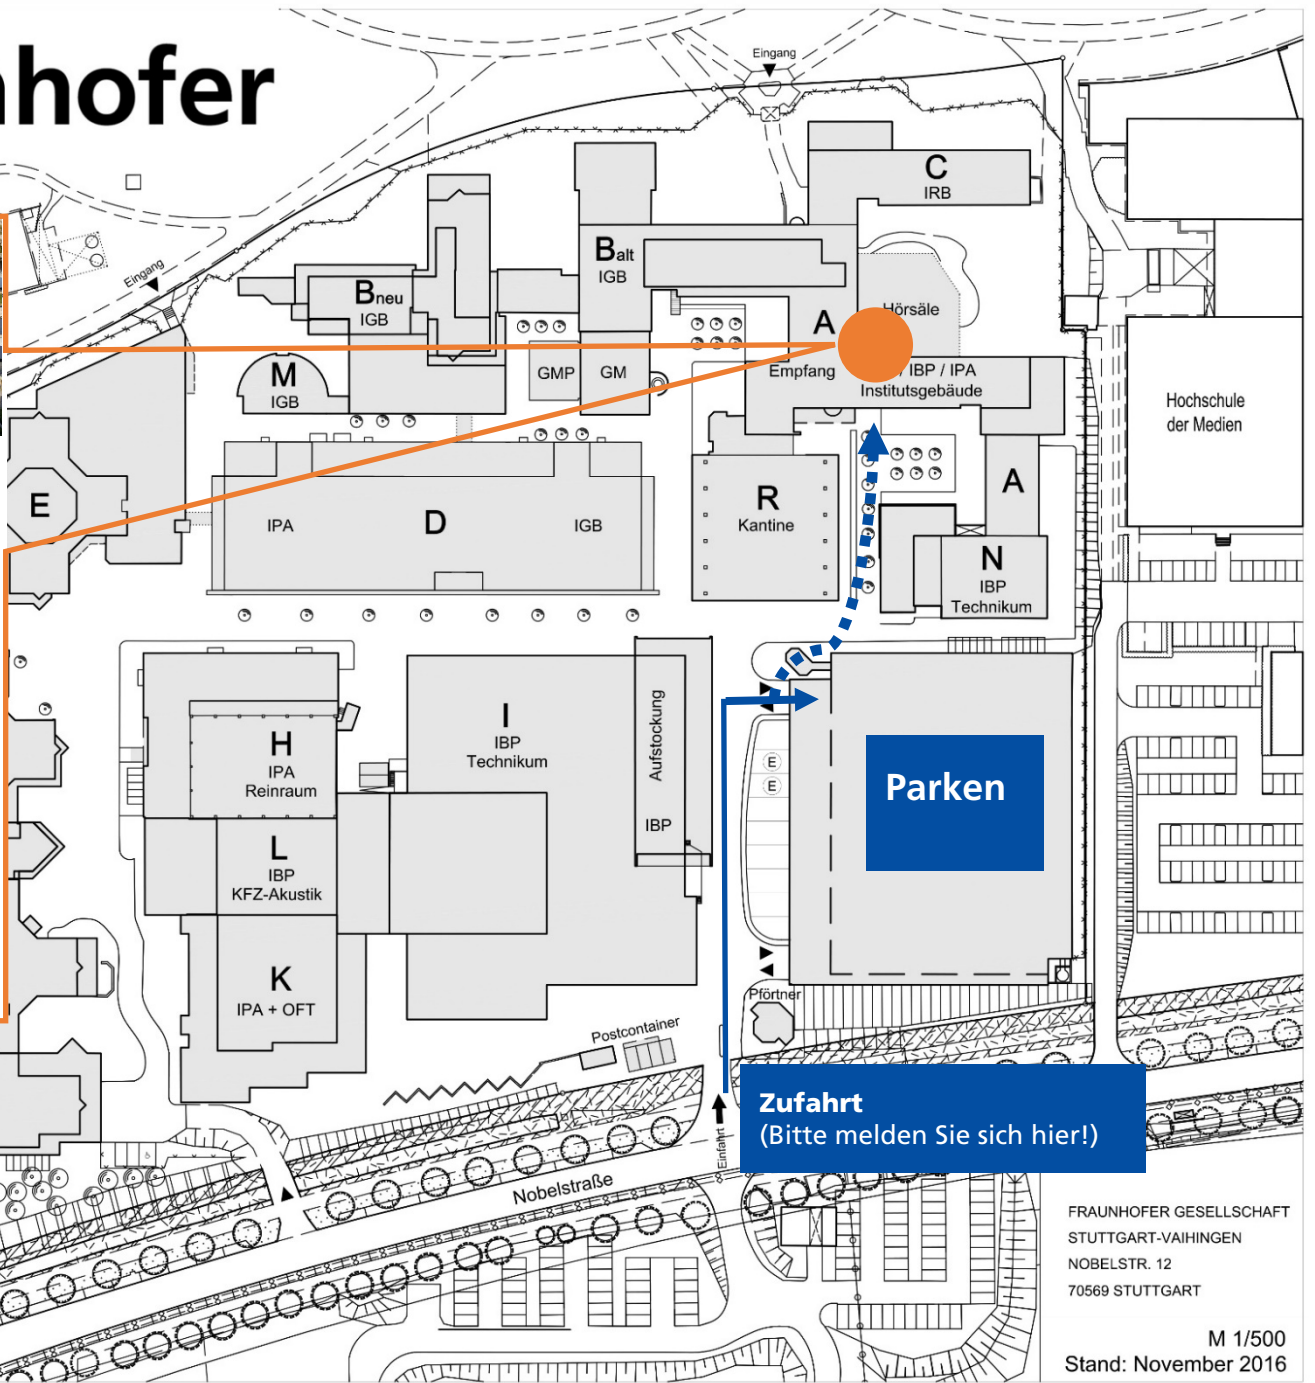 nhofer
Eingang
Eingang
C
IRB
Balt
IGB
Bneu
IGB
Hörsäle
A
Empfang
/ IBP / IPA
Institutsgebäude
M
IGB
GMP
GM
Hochschule
der Medien
E
IPA
D
IGB
R
Kantine
A
N
IBP
Technikum
H
IPA
Reinraum
I
IBP
Technikum
Aufstockung
IBP
E
E
Parken
L
IBP
KFZ-Akustik
K
IPA + OFT
Pförtner
Postcontainer
Zufahrt
(Bitte melden Sie sich hier!)
Einfahrt
Nobelstraße
FRAUNHOFER GESELLSCHAFT
STUTTGART-VAIHINGEN
NOBELSTR. 12
70569 STUTTGART
M 1/500
Stand: November 2016